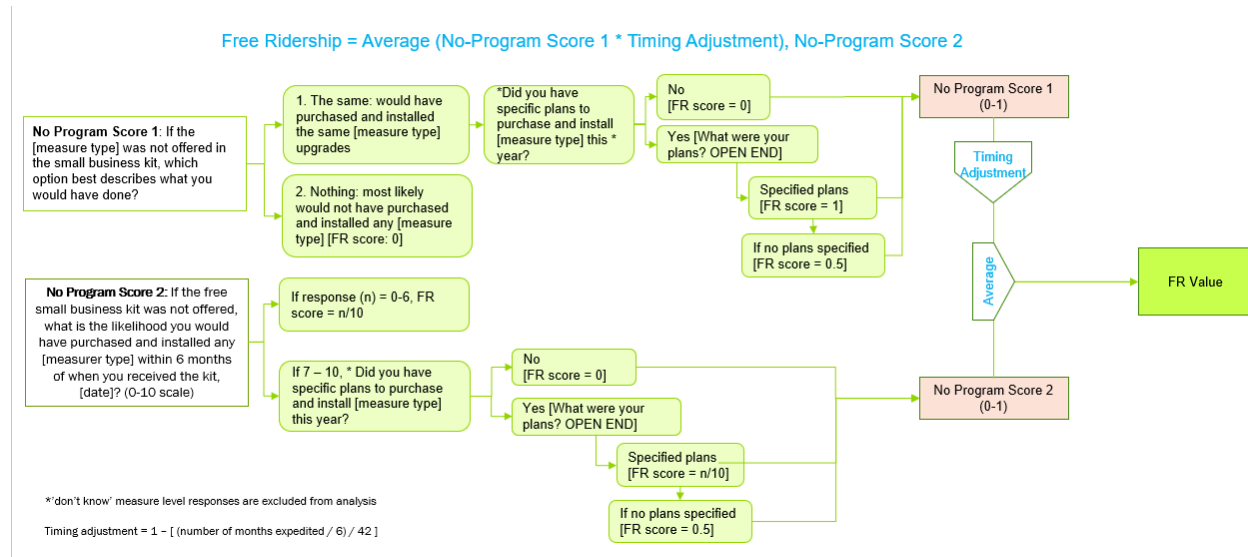 Free Ridership = Average (No-Program Score 1 * Timing Adjustment), No-Program Score 2
No Program Score 1: If the
[measure type] was not offered in
the small business kit, which
option best describes what you
would have done?
1. The same: would have
purchased and installed
the same [measure type]
upgrades
2. Nothing: most likely
would not have purchased
and installed any [measure
type] [FR score: 0]
*Did you have
specific plans to
purchase and install
[measure type] this *
year?
No
[FR score = 0]
Yes [What were your
plans? OPEN END]
Specified plans
[FR score = 1]
If no plans specified
[FR score = 0.5]
No Program Score 1
(0-1)
Timing
Adjustment
Average
FR Value
No Program Score 2: If the free
small business kit was not offered,
what is the likelihood you would
have purchased and installed any
[measurer type] within 6 months
of when you received the kit,
[date]? (0-10 scale)
If response (n) = 0-6, FR
score = n/10
If 7 – 10, * Did you have
specific plans to purchase
and install [measure type]
this year?
No
[FR score = 0]
Yes [What were your
plans? OPEN END]
Specified plans
[FR score = n/10]
If no plans specified
[FR score = 0.5]
No Program Score 2
(0-1)
*'don't know' measure level responses are excluded from analysis
Timing adjustment = 1 – [ (number of months expedited / 6) / 42 ]